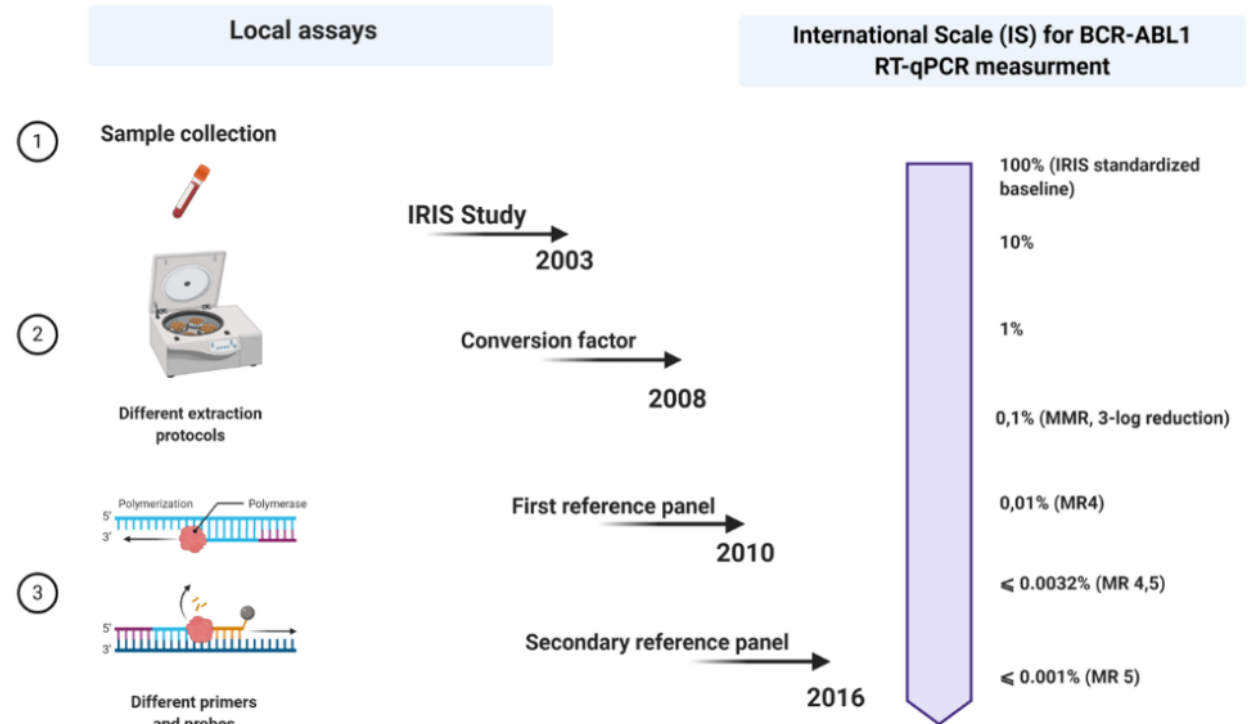 Local assays
International Scale (IS) for BCR-ABL1
RT-qPCR measurment
1
Sample collection
100% (IRIS standardized
baseline)
IRIS Study
2003
10%
2
Conversion factor
2008
1%
Different extraction
protocols
0,1% (MMR, 3-log reduction)
Polymerization
Polymerase
5'
3'
First reference panel
2010
0,01% (MR4)
3
⩽ 0.0032% (MR 4,5)
5'
3'
Secondary reference panel
2016
⩽ 0.001% (MR 5)
Different primers
and probes